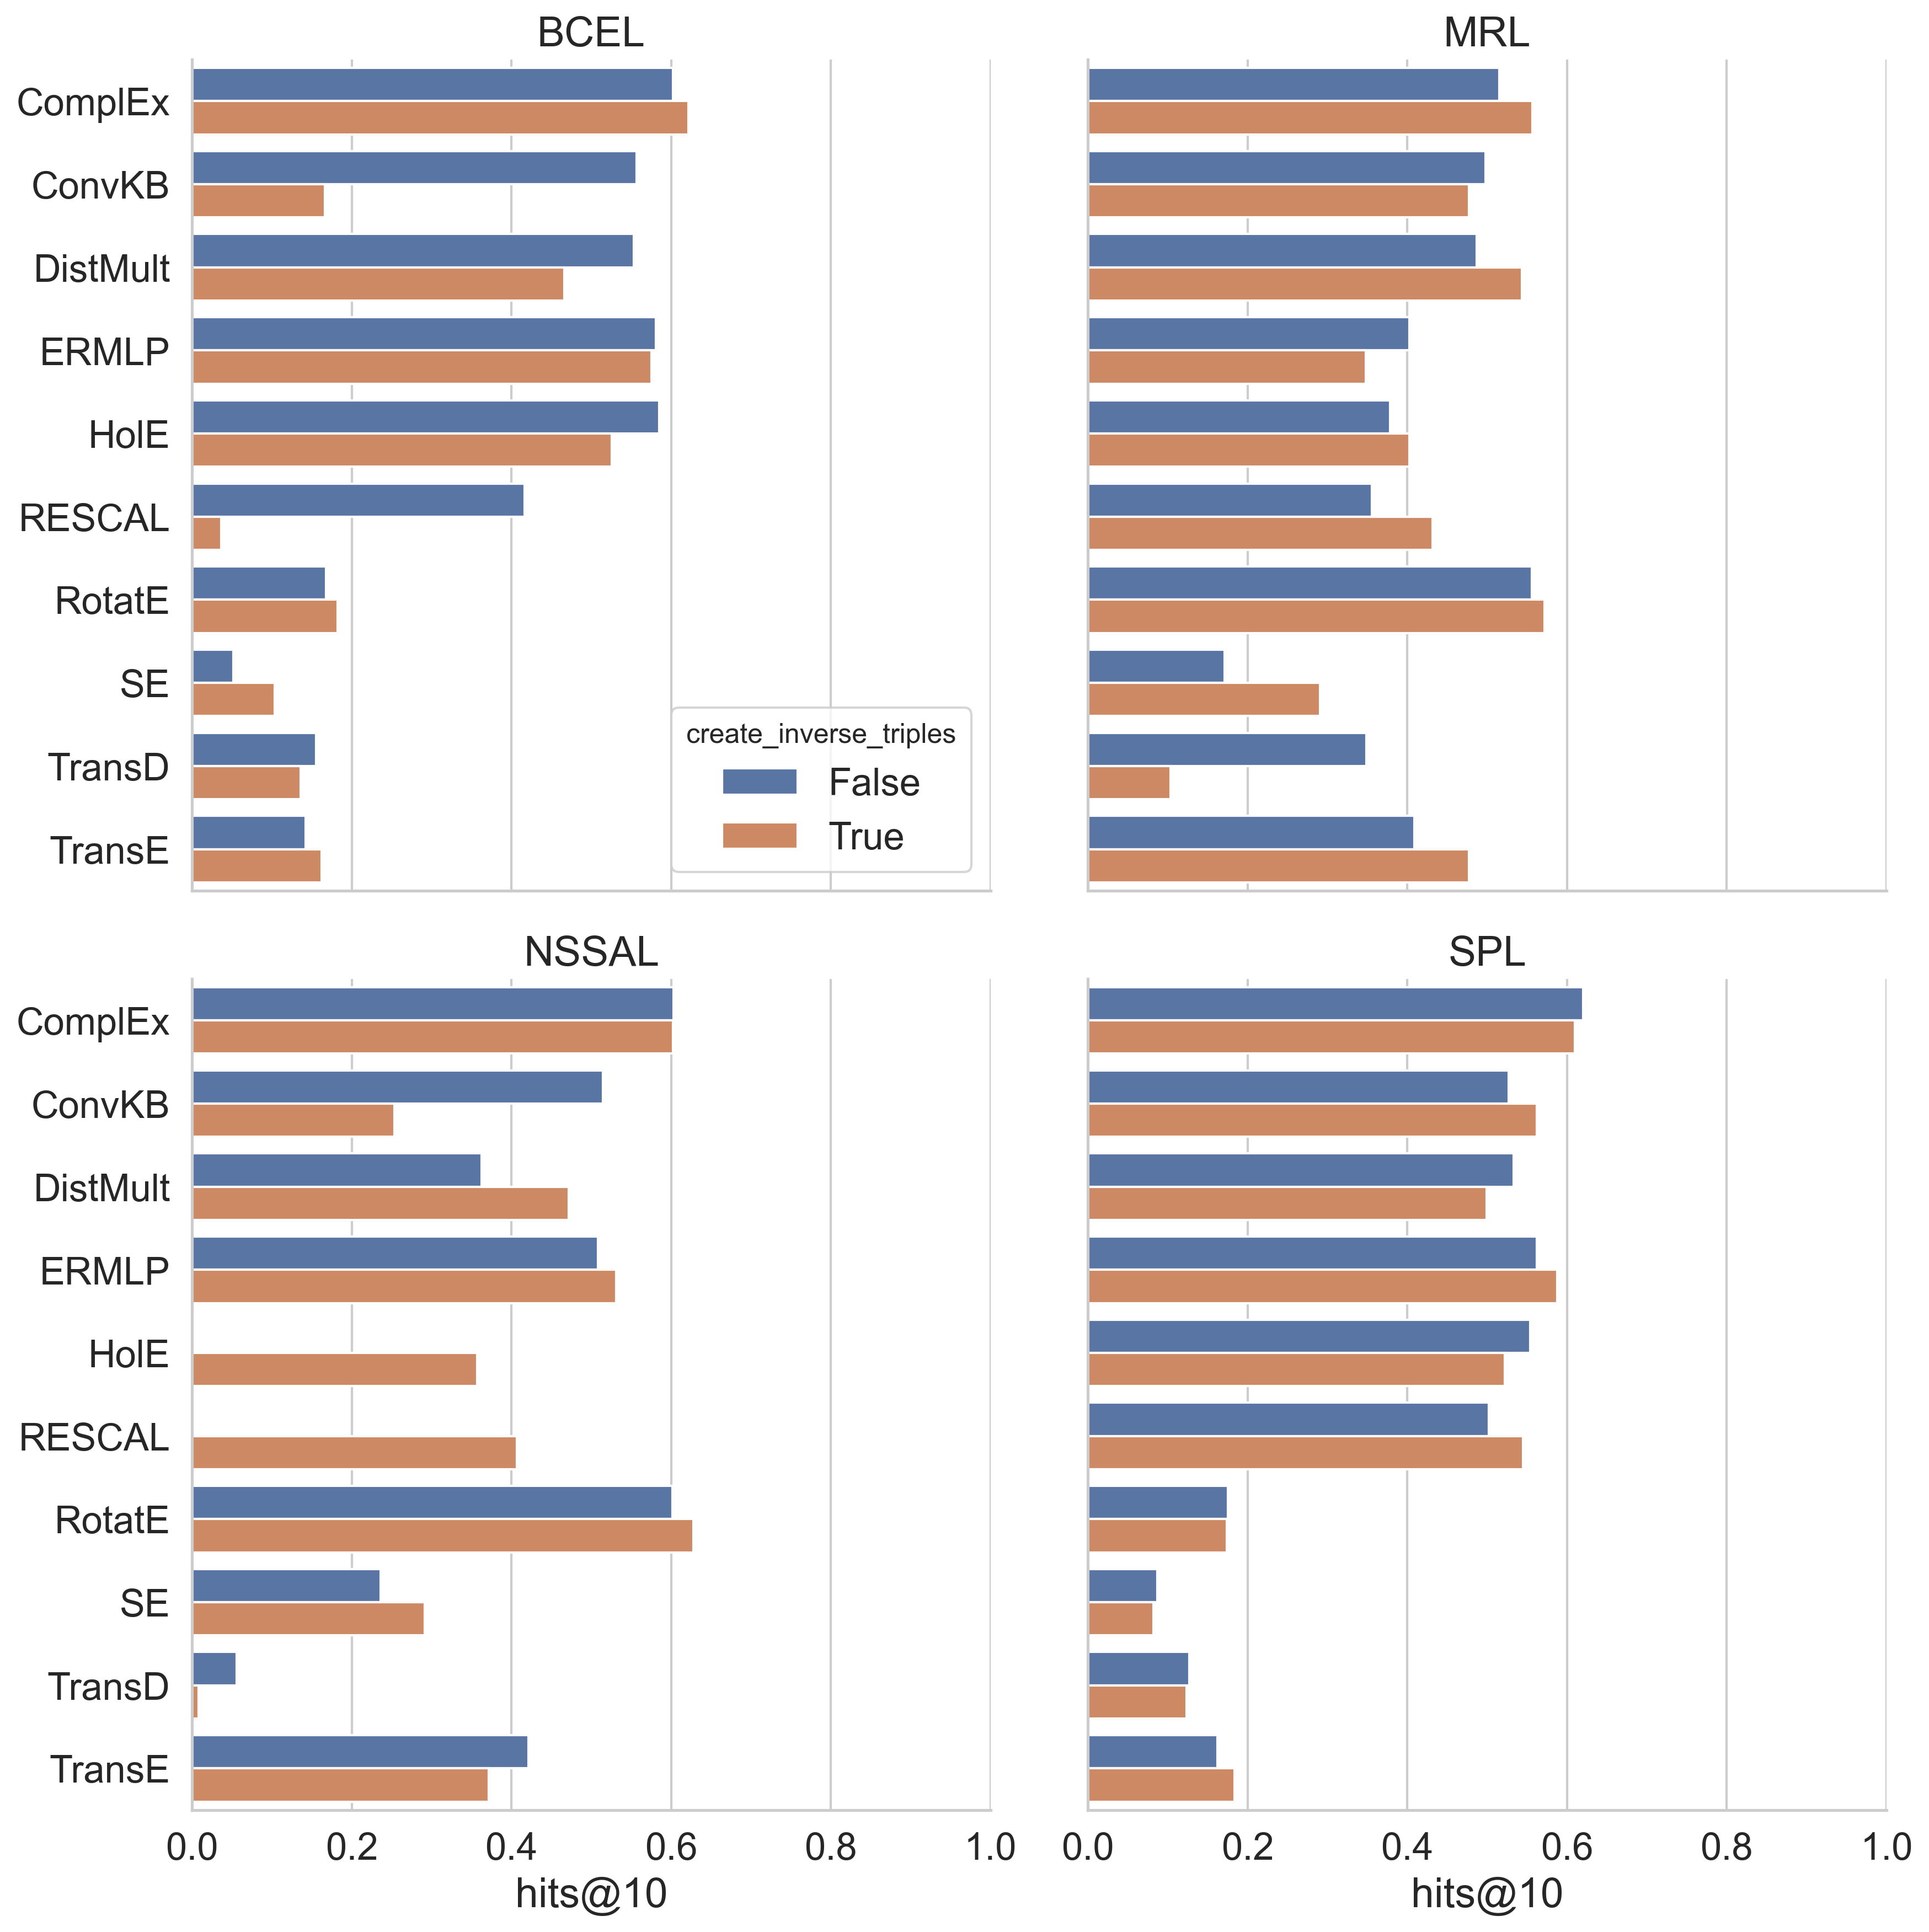 BCEL
ComplEx
ConvKB
DistMult
ERMLP
HolE
RESCAL
RotatE
SE
TransD
TransE
create_inverse_triples
False
True
MRL
NSSAL
ComplEx
ConvKB
DistMult
ERMLP
HolE
RESCAL
RotatE
SE
TransD
TransE
0.0 0.2 0.4 0.6 0.8 1.0
hits@10
SPL
0.0 0.2 0.4 0.6 0.8 1.0
hits@10